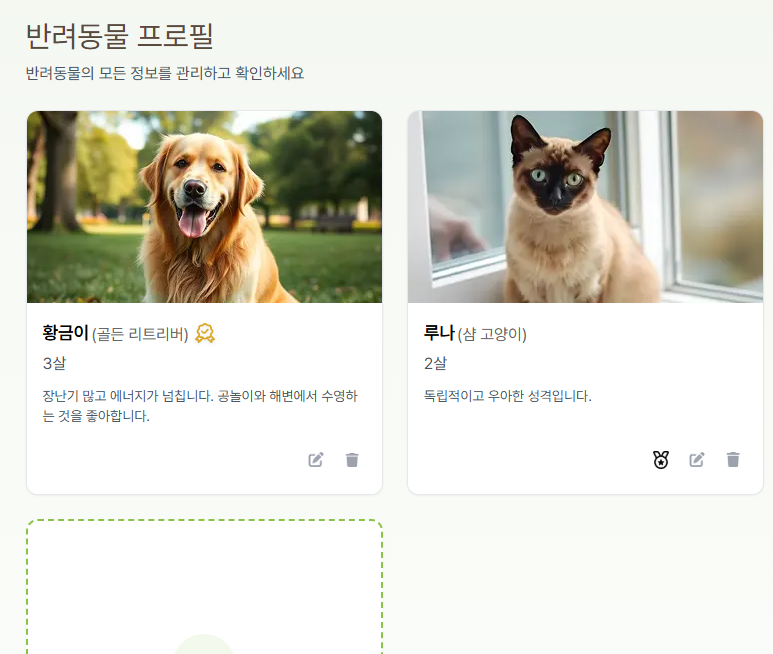 반려동물 프로필
반려동물의 모든 정보를 관리하고 확인하세요
황금이 (골든 리트리버)
3살
장난기 많고 에너지가 넘칩니다. 공놀이와 해변에서 수영하
는 것을 좋아합니다.
루나 (샴 고양이)
2살
독립적이고 우아한 성격입니다.